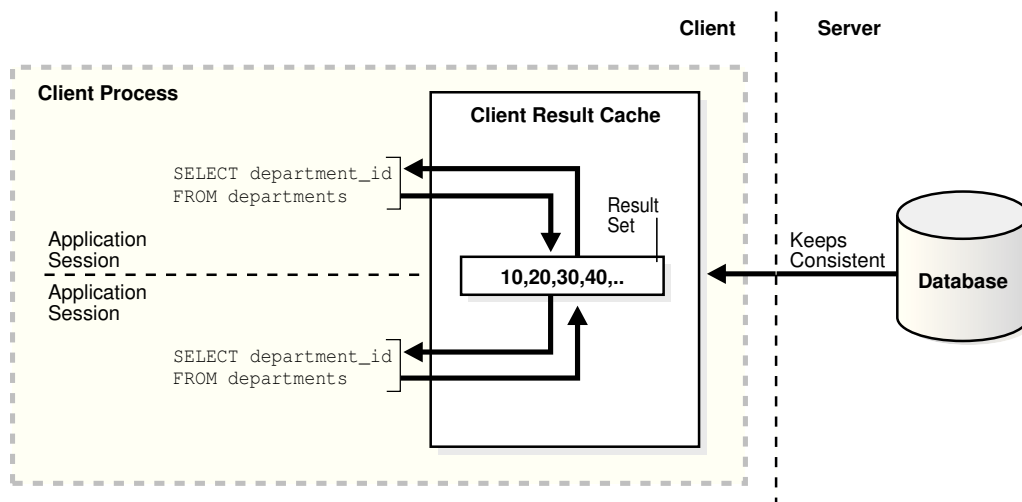 Client
Server
Client Process
Client Result Cache
SELECT department_id
FROM departments
Result
Set
Application
Session
Keeps
Consistent
10,20,30,40,..
Database
Application
Session
SELECT department_id
FROM departments